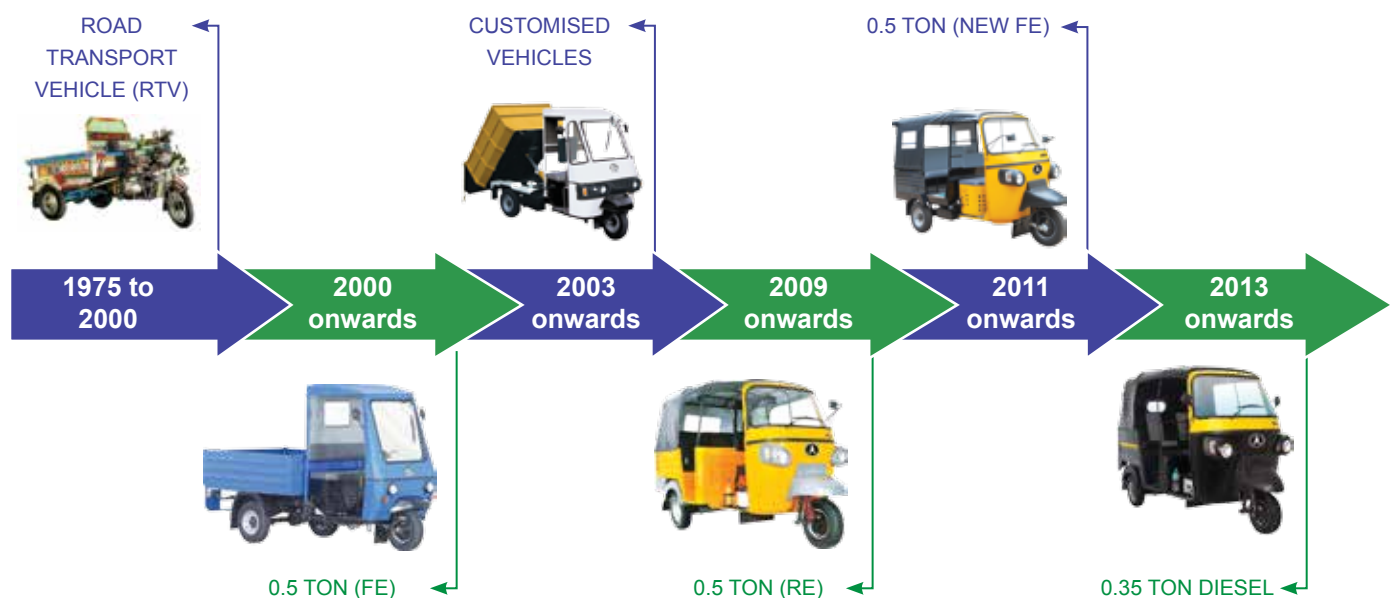 ROAD
TRANSPORT
VEHICLE (RTV)
CUSTOMISED
VEHICLES
0.5 TON (NEW FE)
1975 to
2000
2000
onwards
2003
onwards
2009
onwards
2011
onwards
2013
onwards
0.5 TON (FE)
0.5 TON (RE)
0.35 TON DIESEL